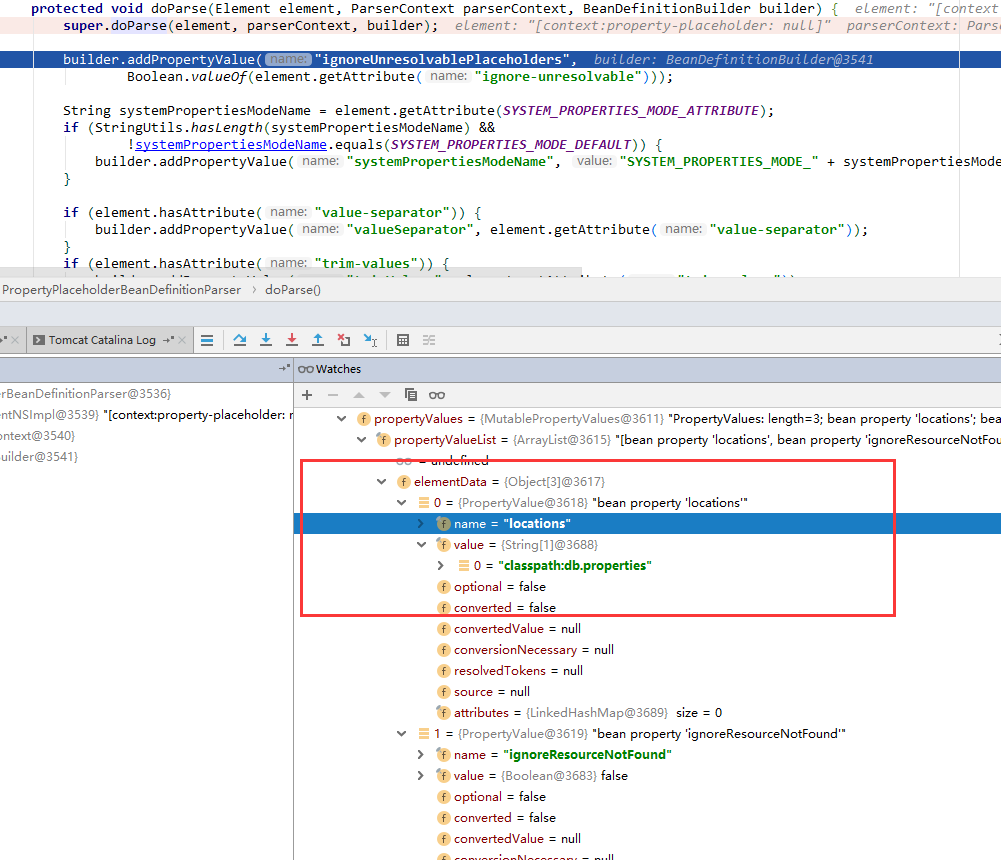 protected void doParse(Element element, ParserContext parserContext, BeanDefinitionBuilder builder) { element: "[context
super.doParse(element, parserContext, builder); element: "[context:property-placeholder: null]" parserContext: Pars
builder.addPropertyValue( name: "ignoreUnresolvablePlaceholders", builder: BeanDefinitionBuilder@3541
Boolean.valueOf(element.getAttribute( name: "ignore-unresolvable")));
String systemPropertiesModeName = element.getAttribute(SYSTEM_PROPERTIES_MODE_ATTRIBUTE);
if (StringUtils.hasLength(systemPropertiesModeName) &&
!systemPropertiesModeName.equals(SYSTEM_PROPERTIES_MODE_DEFAULT)) {
builder.addPropertyValue( name: "systemPropertiesModeName", value: "SYSTEM_PROPERTIES_MODE_" + systemPropertiesMode
}
if (element.hasAttribute( name: "value-separator")) {
builder.addPropertyValue( name: "valueSeparator", element.getAttribute( name: "value-separator"));
}
if (element.hasAttribute( name: "trim-values")) {
PropertyPlaceholderBeanDefinitionParser › doParse()
Tomcat Catalina Log
Watches
rBeanDefinitionParser@3536}
entNSImpl@3539} "[context:property-placeholder: n
ontext@3540}
uilder@3541}
propertyValues = {MutablePropertyValues@3611} "PropertyValues: length=3; bean property 'locations'; bea
propertyValueList = {ArrayList@3615} "[bean property 'locations', bean property 'ignoreResourceNotFou
= undefined
elementData = {Object[3]@3617}
0 = {PropertyValue@3618} "bean property 'locations'"
name = "locations"
value = {String[1]@3688}
0 = "classpath:db.properties"
optional = false
converted = false
convertedValue = null
conversionNecessary = null
resolvedTokens = null
source = null
attributes = {LinkedHashMap@3689} size = 0
1 = {PropertyValue@3619} "bean property 'ignoreResourceNotFound'"
name = "ignoreResourceNotFound"
value = {Boolean@3683} false
optional = false
converted = false
convertedValue = null
conversionNecessary = null